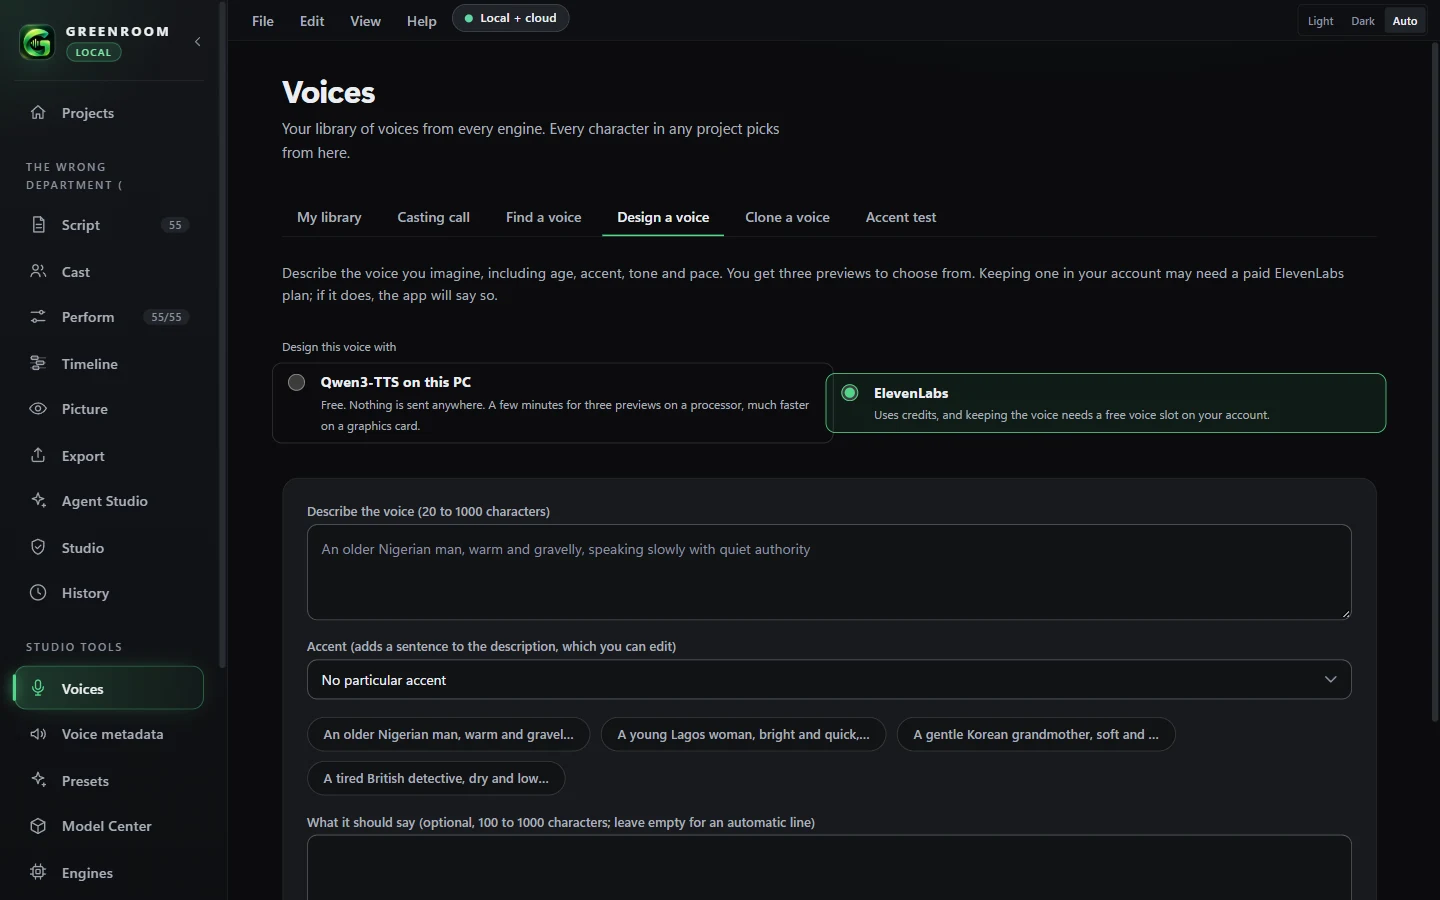 GREENROOM
LOCAL
File Edit View Help
Local + cloud
Light Dark Auto
Projects
THE WRONG
DEPARTMENT (
Script 55
Cast
Perform 55/55
Timeline
Picture
Export
Agent Studio
Studio
History
STUDIO TOOLS
Voices
Voice metadata
Presets
Model Center
Engines
Voices
Your library of voices from every engine. Every character in any project picks
from here.
My library Casting call Find a voice Design a voice Clone a voice Accent test
Describe the voice you imagine, including age, accent, tone and pace. You get three previews to choose from. Keeping one in your account may need a paid ElevenLabs
plan; if it does, the app will say so.
Design this voice with
Qwen3-TTS on this PC
Free. Nothing is sent anywhere. A few minutes for three previews on a processor, much faster
on a graphics card.
ElevenLabs
Uses credits, and keeping the voice needs a free voice slot on your account.
Describe the voice (20 to 1000 characters)
An older Nigerian man, warm and gravelly, speaking slowly with quiet authority
Accent (adds a sentence to the description, which you can edit)
No particular accent
An older Nigerian man, warm and gravel...
A young Lagos woman, bright and quick,...
A gentle Korean grandmother, soft and ...
A tired British detective, dry and low...
What it should say (optional, 100 to 1000 characters; leave empty for an automatic line)